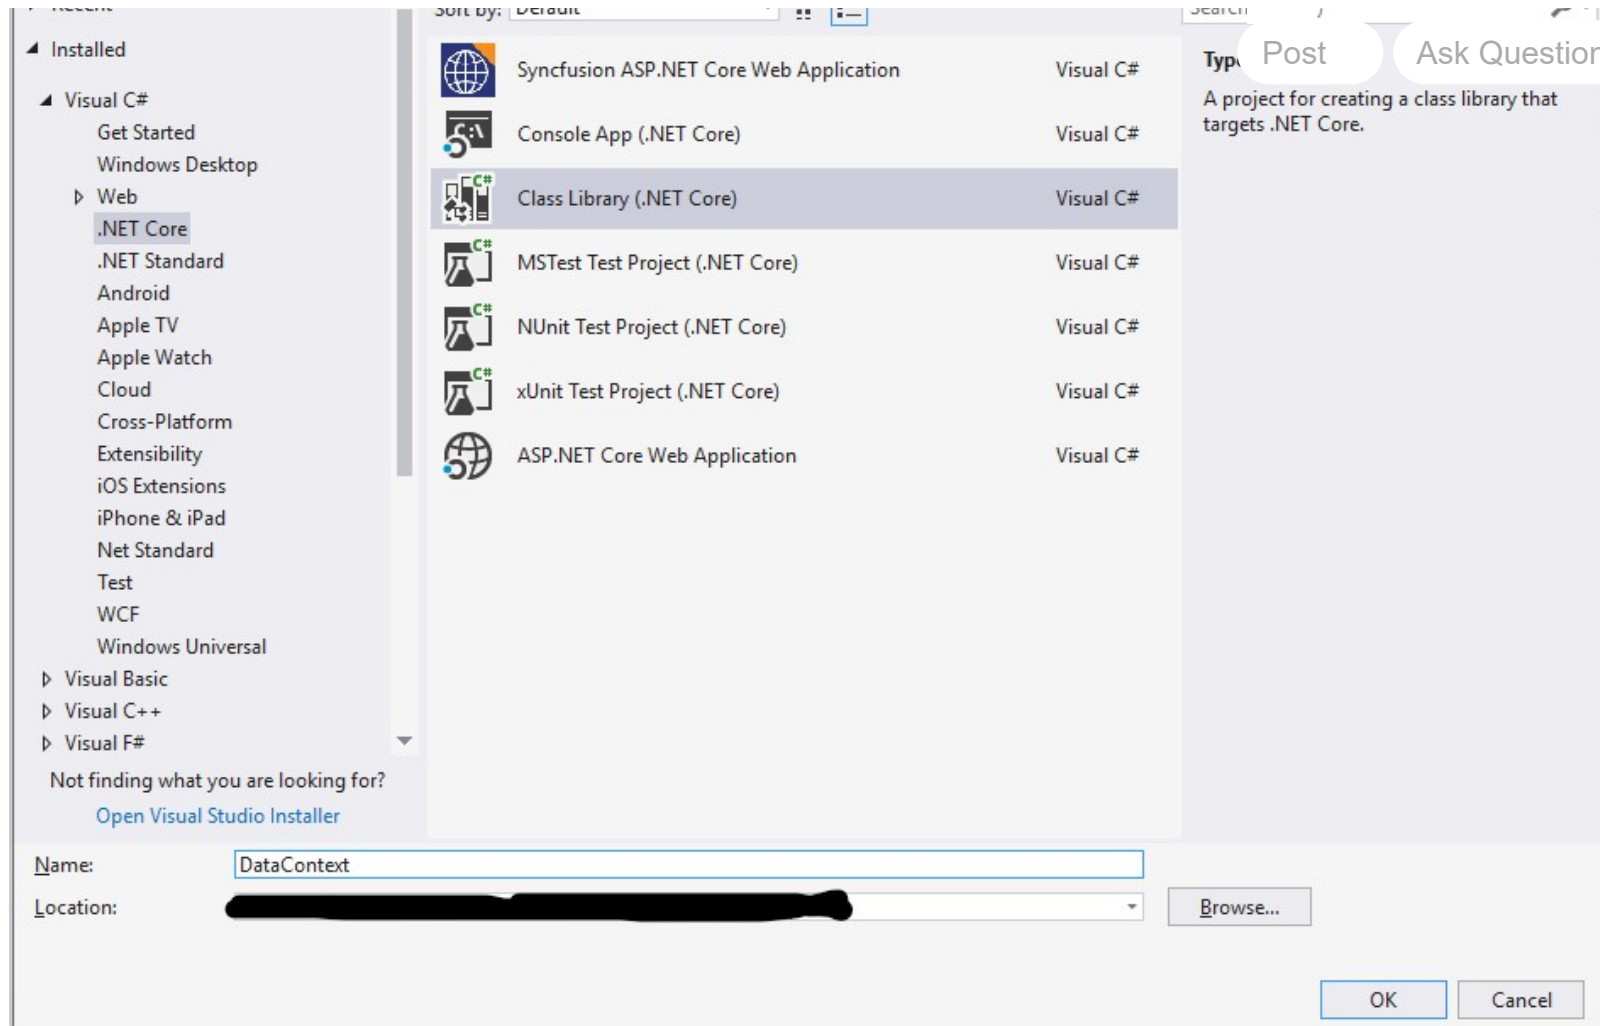 Sort by: Default
Installed
Visual C#
Get Started
Windows Desktop
Web
.NET Core
.NET Standard
Android
Apple TV
Apple Watch
Cloud
Cross-Platform
Extensibility
iOS Extensions
iPhone & iPad
Net Standard
Test
WCF
Windows Universal
Visual Basic
Visual C++
Visual F#
Not finding what you are looking for?
Open Visual Studio Installer
Syncfusion ASP.NET Core Web Application Visual C#
Console App (.NET Core) Visual C#
Class Library (.NET Core) Visual C#
MSTest Test Project (.NET Core) Visual C#
NUnit Test Project (.NET Core) Visual C#
xUnit Test Project (.NET Core) Visual C#
ASP.NET Core Web Application Visual C#
Post Ask Question
A project for creating a class library that
targets .NET Core.
Name: DataContext
Location:
Browse...
OK Cancel